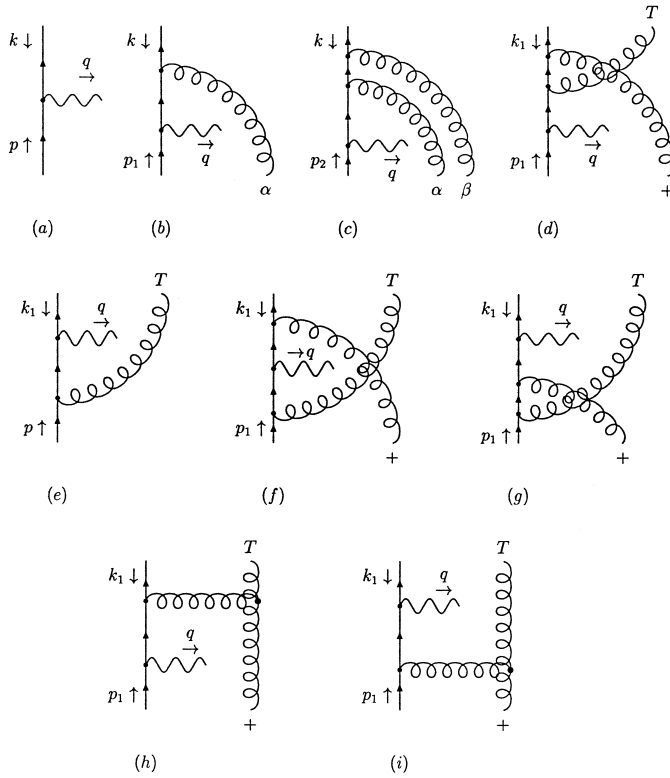 T
k ↓ k ↓ k ↓ k₁ ↓
q →
p ↑ p₁ ↑ → q p₂ ↑ → q p₁ ↑ → q
α α β +
(a) (b) (c) (d)
T T T
k₁ ↓ q → k₁ ↓ k₁ ↓ q →
→ q
p ↑ p₁ ↑ p₁ ↑
+ +
(e) (f) (g)
T T
k₁ ↓ k₁ ↓ q →
q →
p₁ ↑ p₁ ↑
+ +
(h) (i)